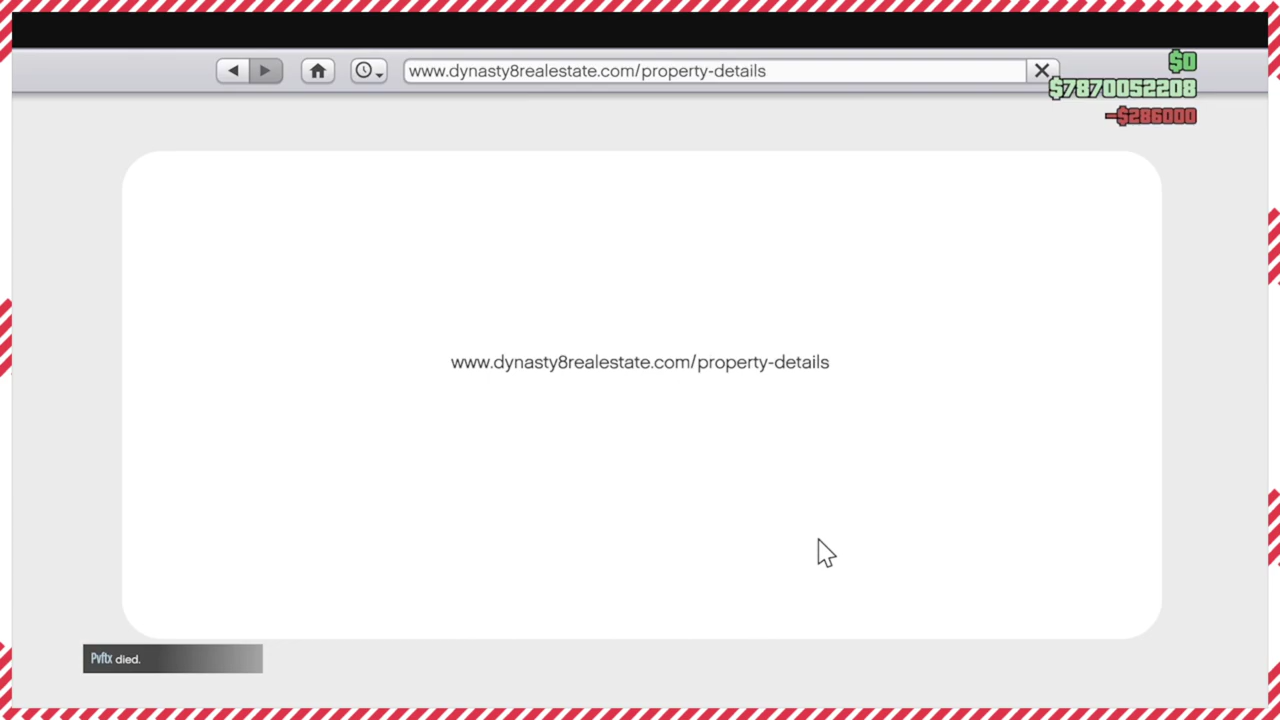 www.dynasty8realestate.com/property-details
$0
$7870052208
-$286000
www.dynasty8realestate.com/property-details
Pvftx died.